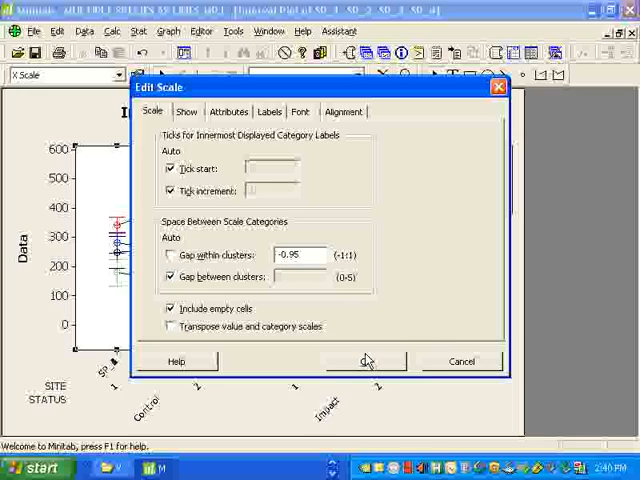 File Edit Data Calc Stat Graph Editor Tools Window Help Assistant
X Scale
Edit Scale
Scale Show Attributes Labels Font Alignment
Ticks for Innermost Displayed Category Labels
Auto
Tick start:
Tick increment:
Space Between Scale Categories
Auto
Gap within clusters: -0.95 (-1:1)
Gap between clusters: (0-5)
Include empty cells
Transpose value and category scales
Help Cancel
600
500
400
300
200
100
0
Data
SITE 1 2 1 2
STATUS Control Impact
Welcome to Minitab, press F1 for help.
start V M 2:40 PM